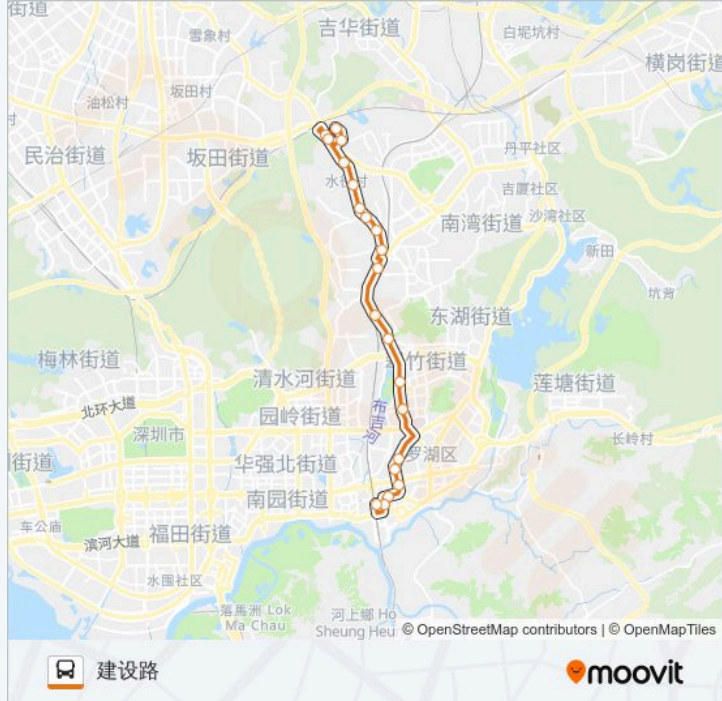 街道
吉华街道
白坭坑村
雪象村
横岗街道
坂田村
油松村
村
民治街道
坂田街道
丹平社区
水径村
吉厦社区
南湾街道
沙湾社区
新田
坑背
东湖街道
梅林街道
竹街道
清水河街道
莲塘街道
北环大道
园岭街道
布吉河
深圳市
长岭村
街道
华强北街道
罗湖区
南园街道
车公庙
福田街道
滨河大道
水围社区
落馬洲 Lok
Ma Chau
河上鄉 Ho
Sheung Heu
© OpenStreetMap contributors | © OpenMapTiles
建设路
moovit